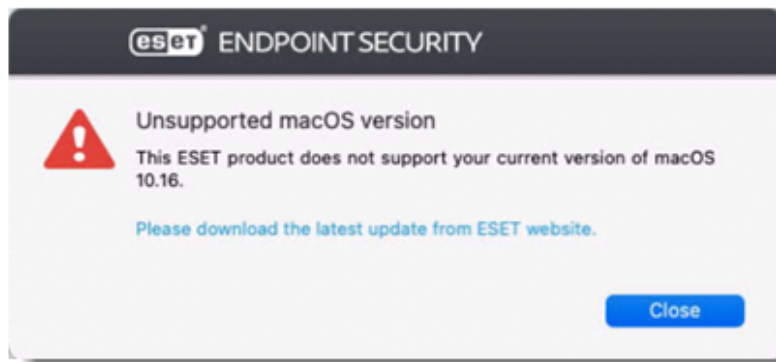 eset ENDPOINT SECURITY
Unsupported macOS version
This ESET product does not support your current version of macOS
10.16.
Please download the latest update from ESET website.
Close